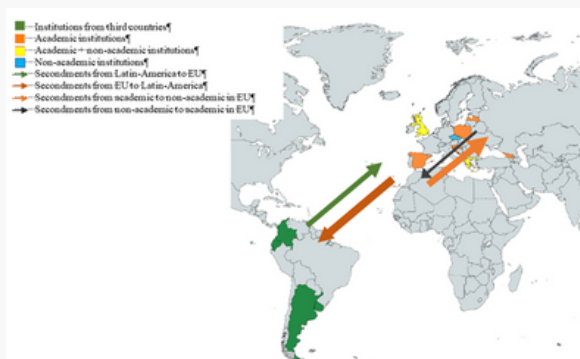 Institutions from third countries¶
Academic institutions¶
Academic + non-academic institutions¶
Non-academic institutions¶
Secondments from Latin-America to EU¶
Secondments from EU to Latin-America¶
Secondments from academic to non-academic in EU¶
Secondments from non-academic to academic in EU¶